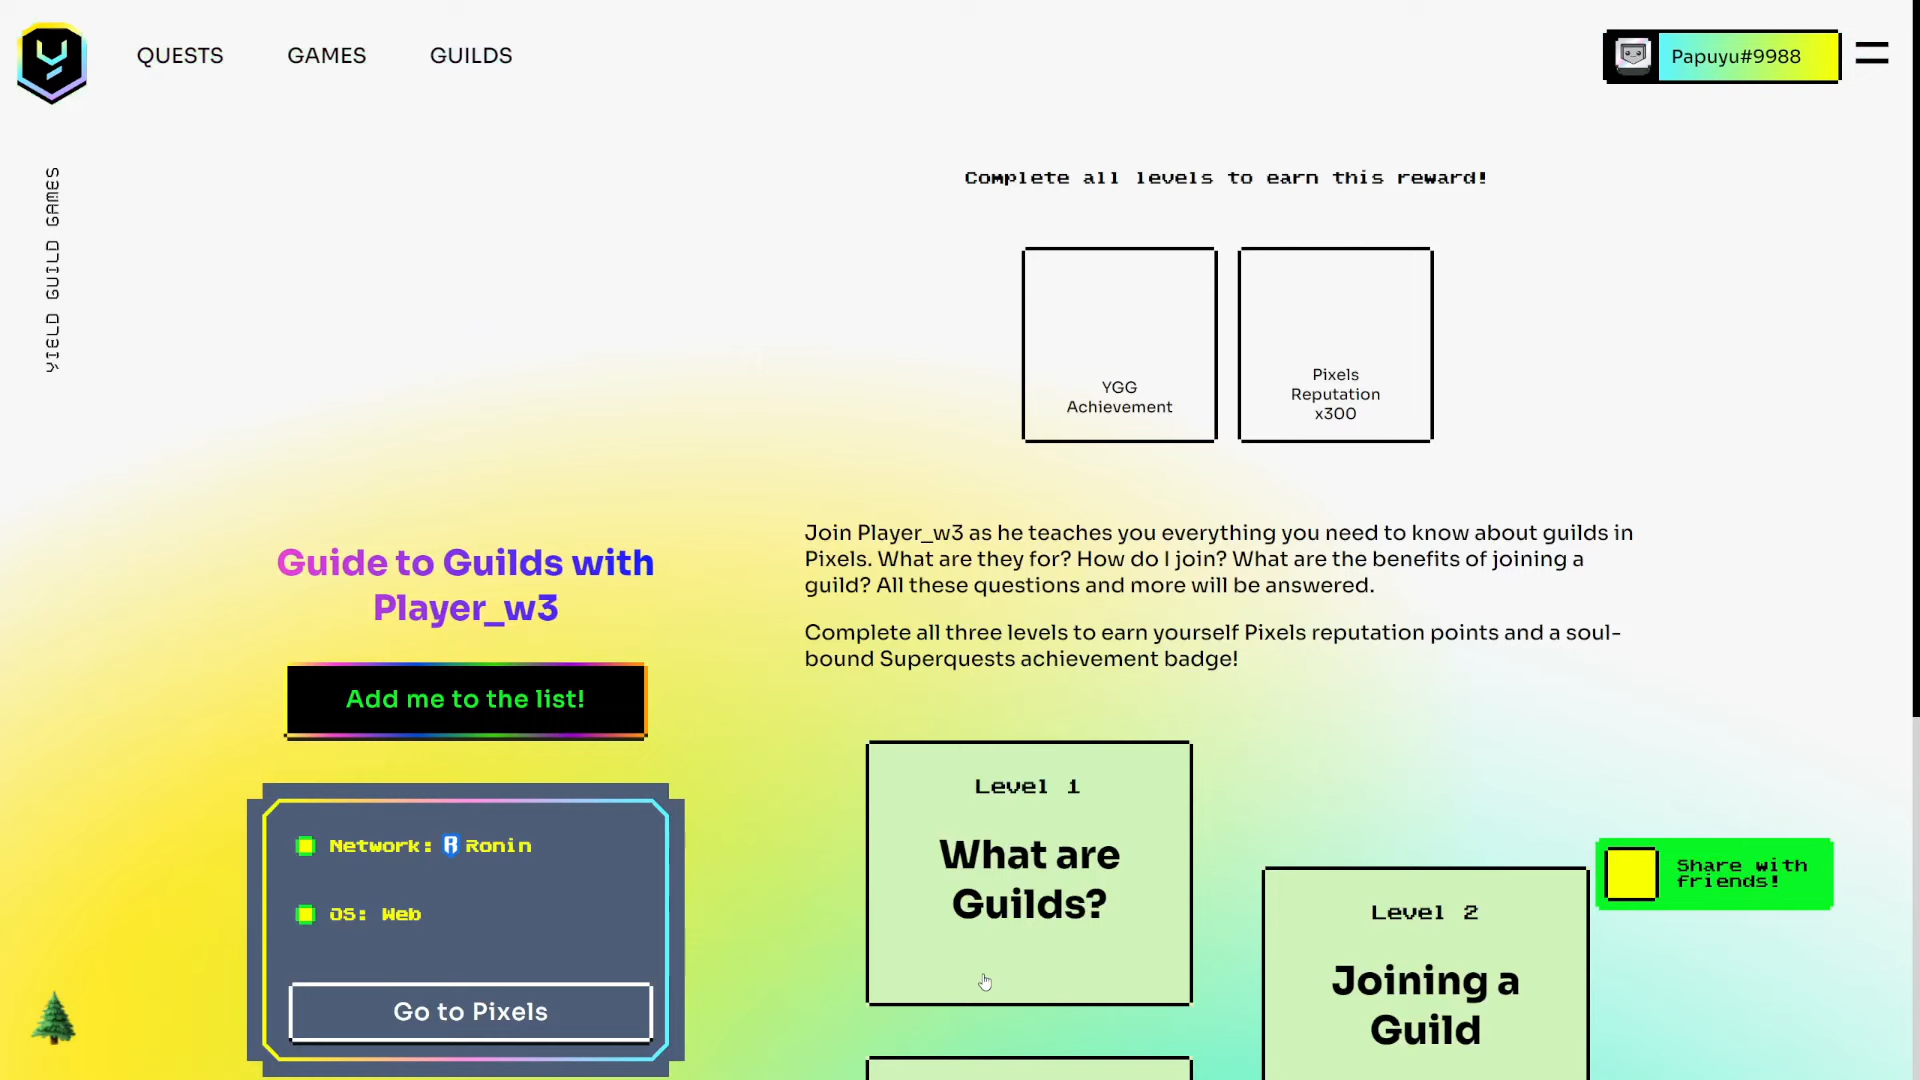 QUESTS
GAMES
GUILDS
Papuyu#9988
YIELD GUILD GAMES
Complete all levels to earn this reward!
YGG
Achievement
Pixels
Reputation
x300
Guide to Guilds with
Player_w3
Add me to the list!
Network: Ronin
OS: Web
Go to Pixels
Join Player_w3 as he teaches you everything you need to know about guilds in
Pixels. What are they for? How do I join? What are the benefits of joining a
guild? All these questions and more will be answered.
Complete all three levels to earn yourself Pixels reputation points and a soul-
bound Superquests achievement badge!
Level 1
What are
Guilds?
Level 2
Joining a
Guild
Share with
friends!